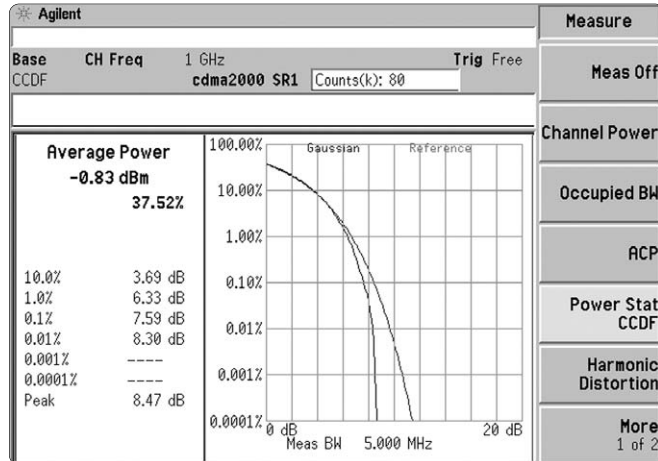 Agilent
Base CH Freq 1 GHz Trig Free
CCDF cdma2000 SR1 Counts(k): 80
Average Power
-0.83 dBm
37.52%
10.0% 3.69 dB
1.0% 6.33 dB
0.1% 7.59 dB
0.01% 8.30 dB
0.001% ----
0.0001% ----
Peak 8.47 dB
Gaussian Reference
100.00%
10.00%
1.00%
0.10%
0.01%
0.001%
0.0001%
0 dB 20 dB
Meas BW 5.000 MHz
Measure
Meas Off
Channel Power
Occupied BW
ACP
Power Stat
CCDF
Harmonic
Distortion
More
1 of 2